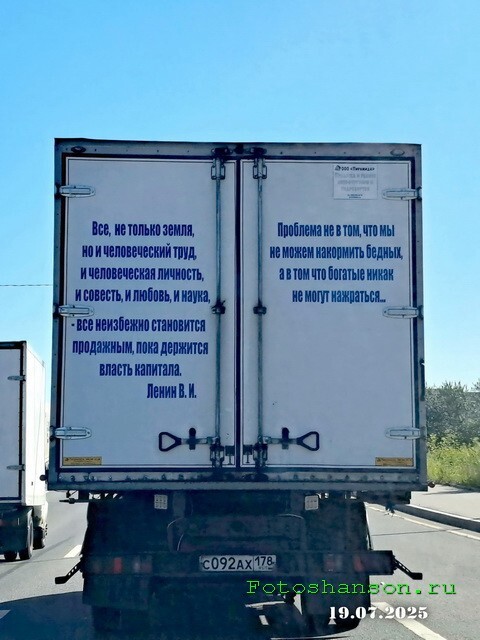 Все, не только земля,
но и человеческий труд,
и человеческая личность,
и совесть, и любовь, и наука,
- все неизбежно становится
продажным, пока держится
власть капитала.
Ленин В. И.
ООО «Пирамида»
Проблема не в том, что мы
не можем накормить бедных,
а в том что богатые никак
не могут нажраться...
С092АХ 178
Fotoshanson.ru
19.07.2025